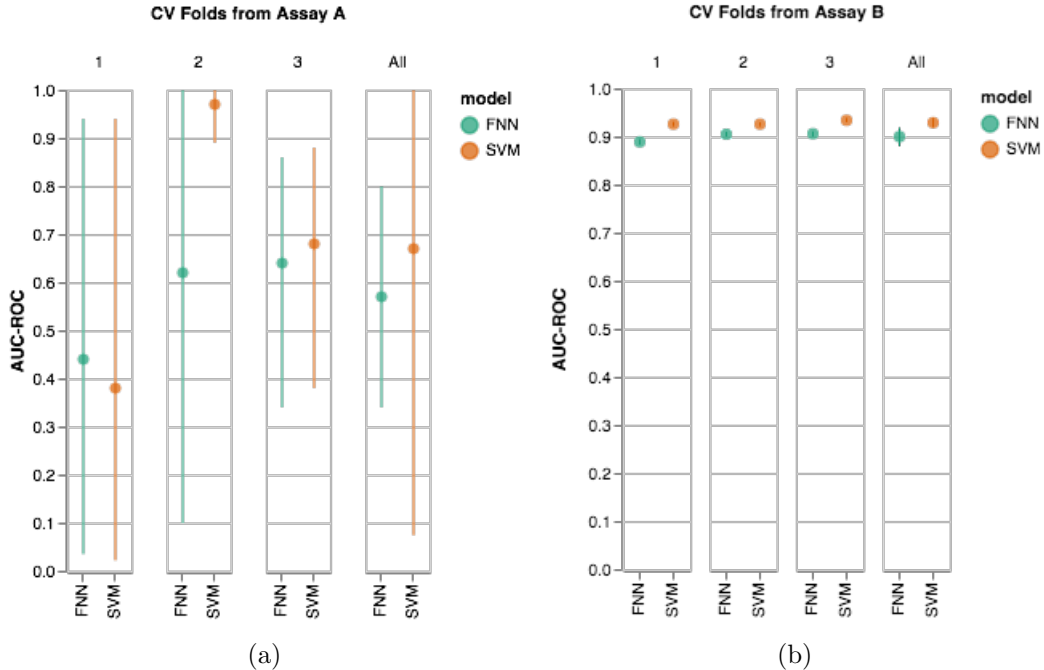 CV Folds from Assay A
1 2 3 All
1.0
0.9
0.8
0.7
0.6
0.5
0.4
0.3
0.2
0.1
0.0
AUC-ROC
FNN SVM FNN SVM FNN SVM FNN SVM
model
FNN
SVM
(a)
CV Folds from Assay B
1 2 3 All
1.0
0.9
0.8
0.7
0.6
0.5
0.4
0.3
0.2
0.1
0.0
AUC-ROC
FNN SVM FNN SVM FNN SVM FNN SVM
model
FNN
SVM
(b)